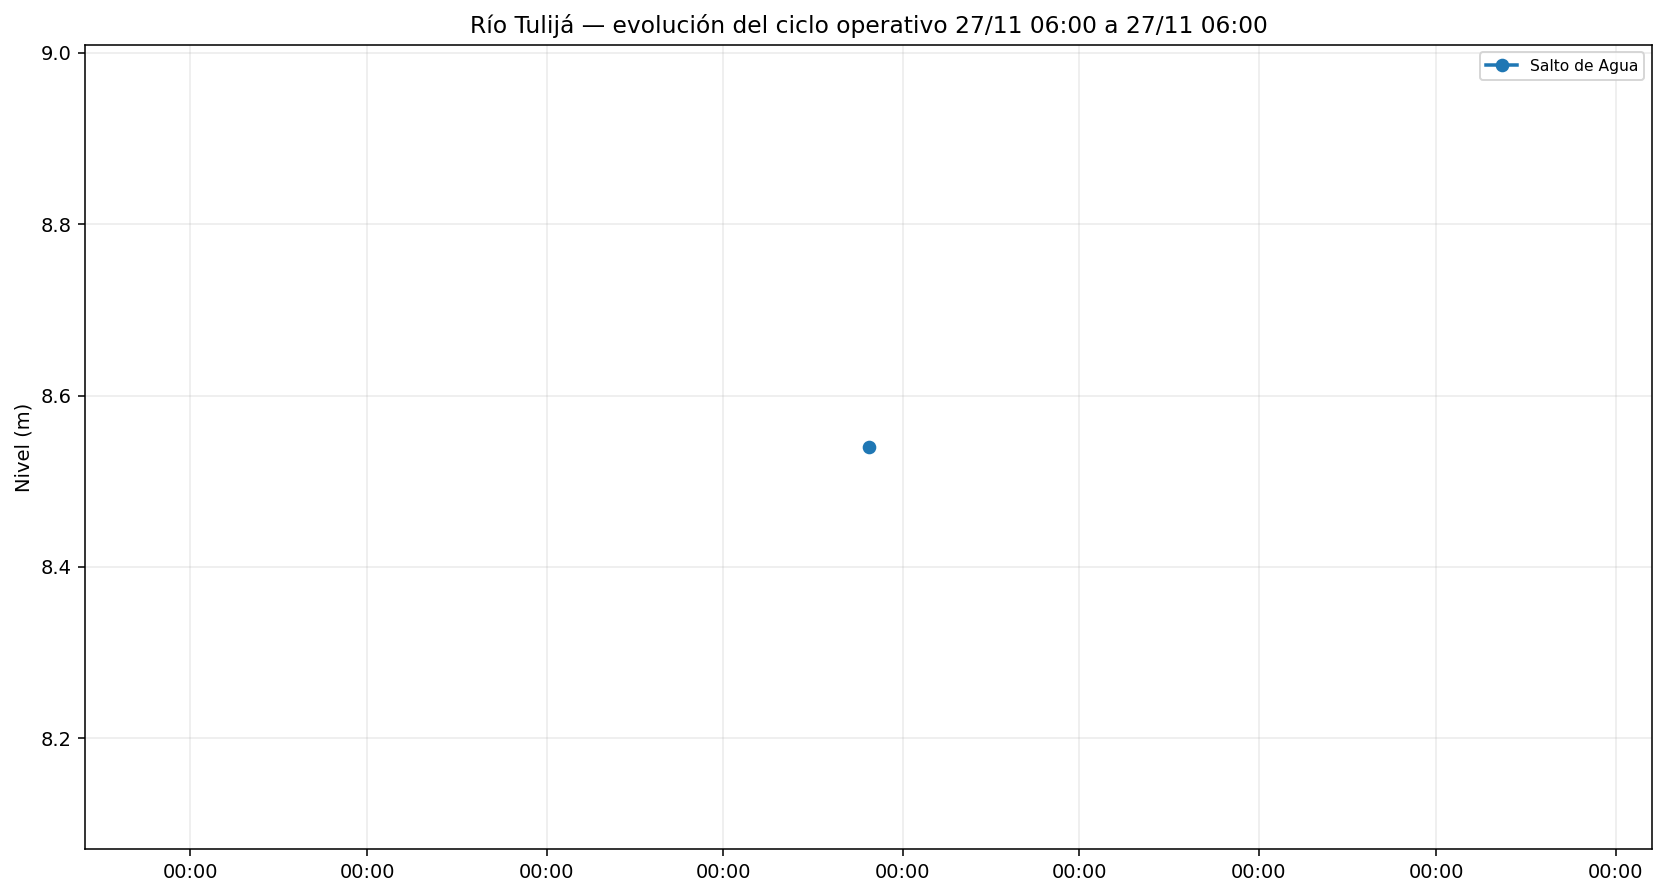 Río Tulijá — evolución del ciclo operativo 27/11 06:00 a 27/11 06:00
Salto de Agua
Nivel (m)
9.0
8.8
8.6
8.4
8.2
00:00 00:00 00:00 00:00 00:00 00:00 00:00 00:00 00:00